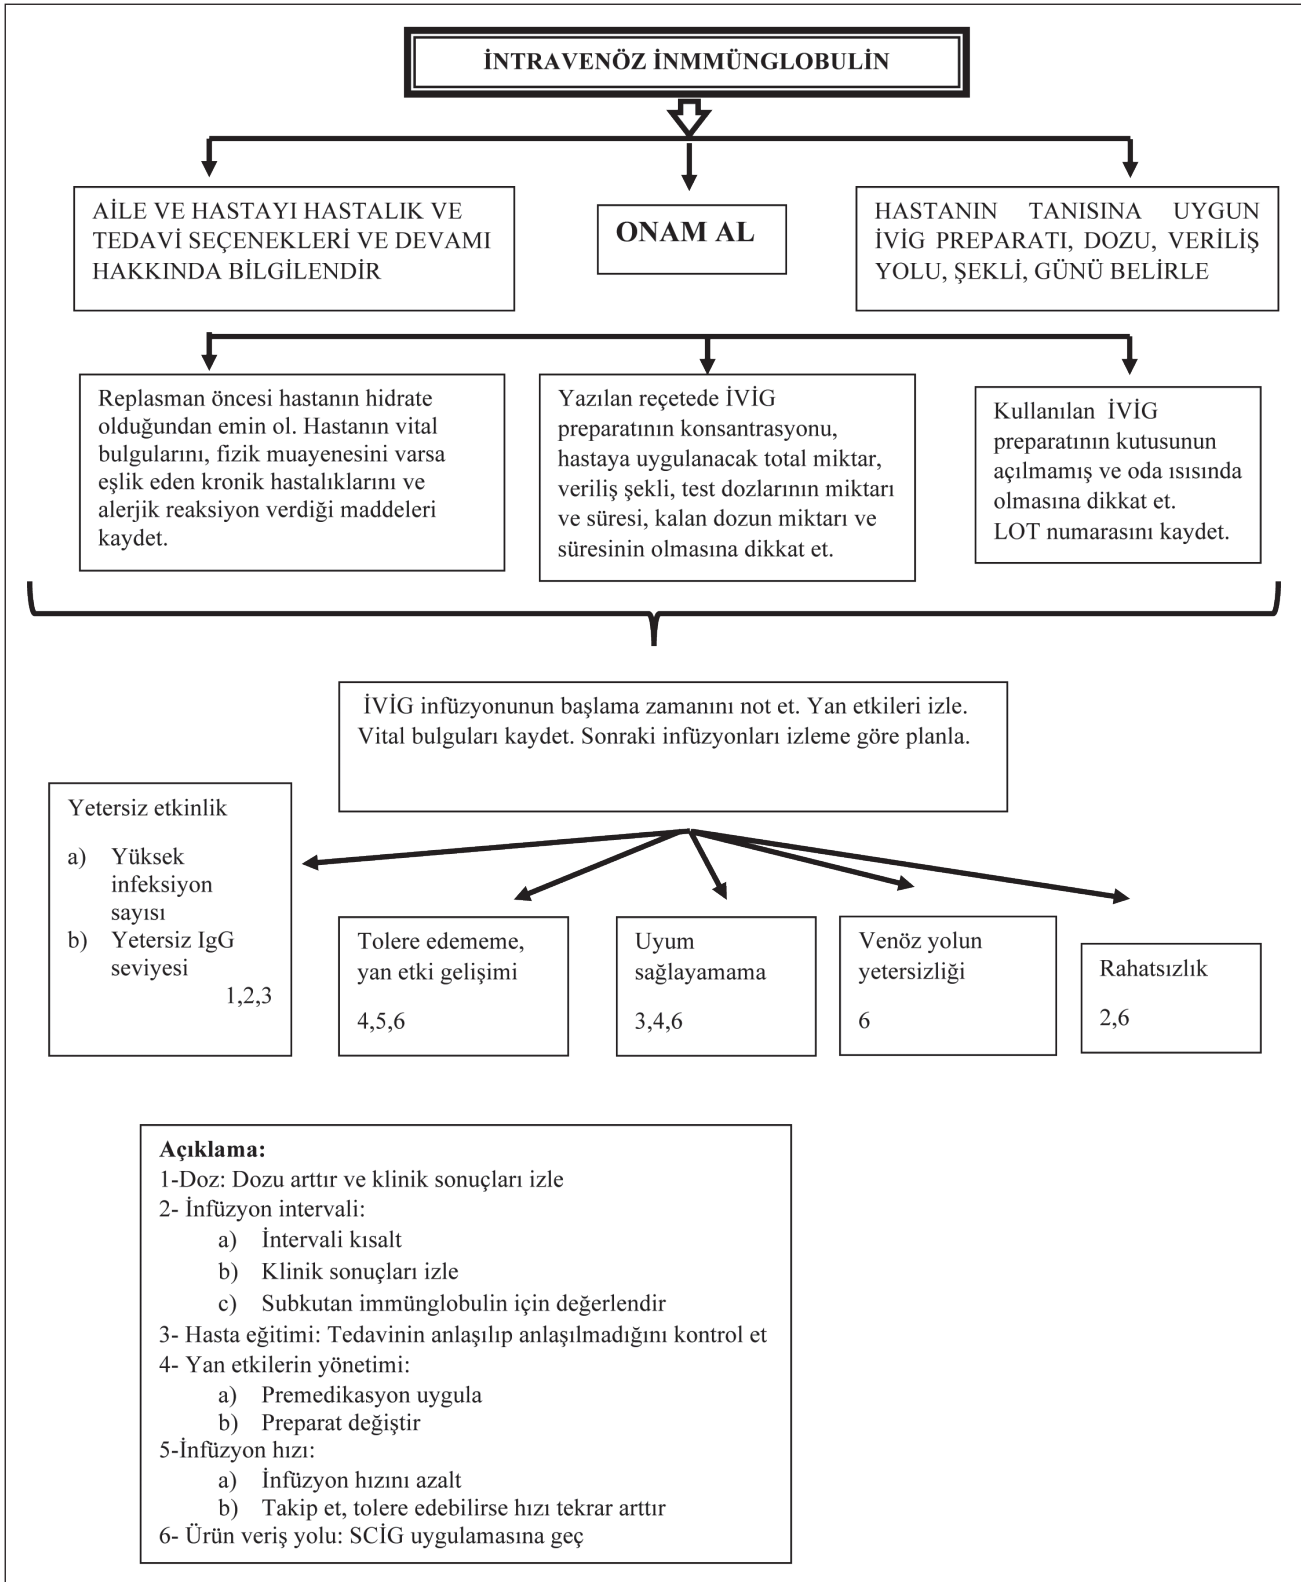 İNTRAVENÖZ İNMMÜNGLOBULİN
AİLE VE HASTAYI HASTALIK VE
TEDAVİ SEÇENEKLERİ VE DEVAMI
HAKKINDA BİLGİLENDİR
ONAM AL
HASTANIN TANISINA UYGUN
İVİG PREPARATI, DOZU, VERİLİŞ
YOLU, ŞEKLİ, GÜNÜ BELİRLE
Replasman öncesi hastanın hidrate
olduğundan emin ol. Hastanın vital
bulgularını, fizik muayenesini varsa
eşlik eden kronik hastalıklarını ve
alerjik reaksiyon verdiği maddeleri
kaydet.
Yazılan reçetede İVİG
preparatının konsantrasyonu,
hastaya uygulanacak total miktar,
veriliş şekli, test dozlarının miktarı
ve süresi, kalan dozun miktarı ve
süresinin olmasına dikkat et.
Kullanılan İVİG
preparatının kutusunun
açılmamış ve oda ısısında
olmasına dikkat et.
LOT numarasını kaydet.
İVİG infüzyonunun başlama zamanını not et. Yan etkileri izle.
Vital bulguları kaydet. Sonraki infüzyonları izleme göre planla.
Yetersiz etkinlik
a) Yüksek
infeksiyon
sayısı
b) Yetersiz IgG
seviyesi
1,2,3
Tolere edememe,
yan etki gelişimi
4,5,6
Uyum
sağlayamama
3,4,6
Venöz yolun
yetersizliği
6
Rahatsızlık
2,6
Açıklama:
1-Doz: Dozu arttır ve klinik sonuçları izle
2- İnfüzyon intervali:
a) İntervali kısalt
b) Klinik sonuçları izle
c) Subkutan immünglobulin için değerlendir
3- Hasta eğitimi: Tedavinin anlaşılıp anlaşılmadığını kontrol et
4- Yan etkilerin yönetimi:
a) Premedikasyon uygula
b) Preparat değiştir
5-İnfüzyon hızı:
a) İnfüzyon hızını azalt
b) Takip et, tolere edebilirse hızı tekrar arttır
6- Ürün veriş yolu: SCİG uygulamasına geç